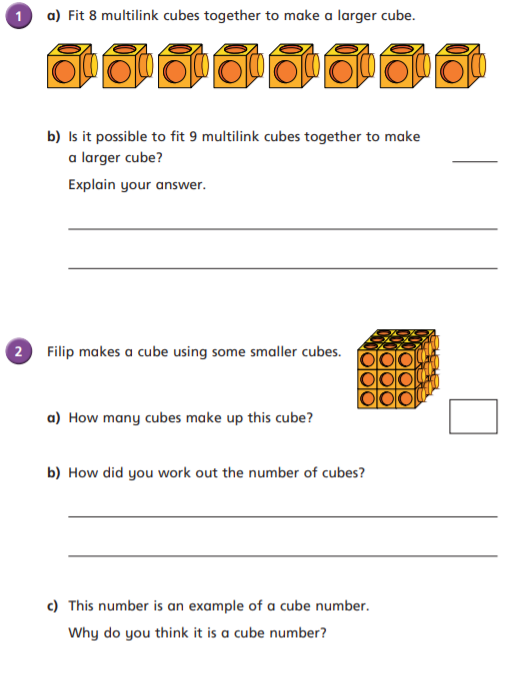 1 a) Fit 8 multilink cubes together to make a larger cube.
b) Is it possible to fit 9 multilink cubes together to make
a larger cube?
Explain your answer.
2 Filip makes a cube using some smaller cubes.
a) How many cubes make up this cube?
b) How did you work out the number of cubes?
c) This number is an example of a cube number.
Why do you think it is a cube number?